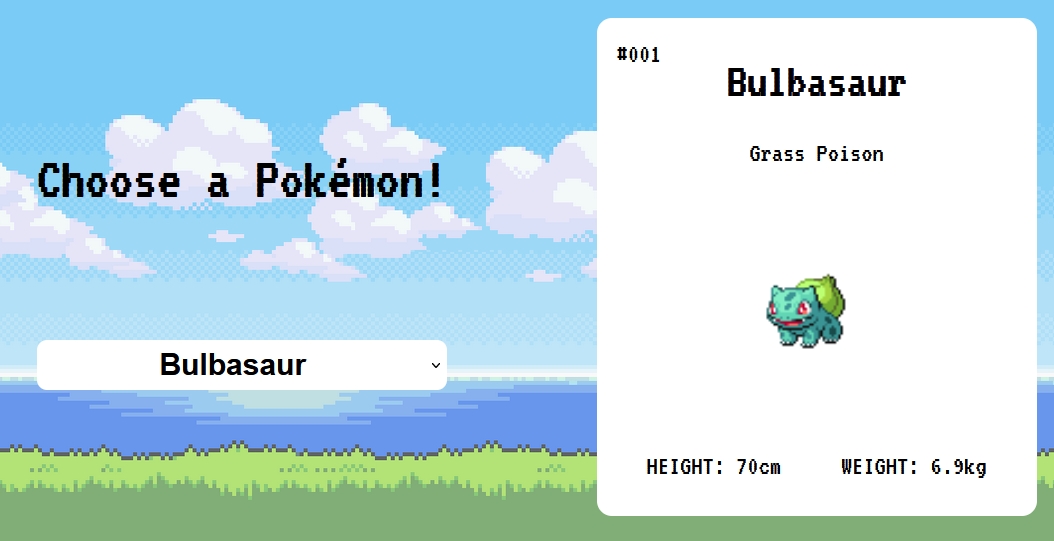 Choose a Pokémon!
Bulbasaur
#001
Bulbasaur
Grass Poison
HEIGHT: 70cm WEIGHT: 6.9kg